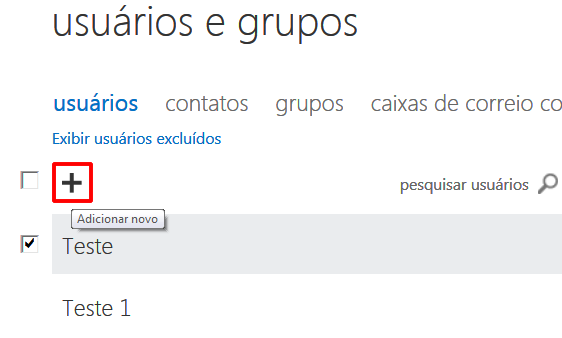 usuários e grupos
usuários contatos grupos caixas de correio co
Exibir usuários excluídos
pesquisar usuários
Adicionar novo
Teste
Teste 1